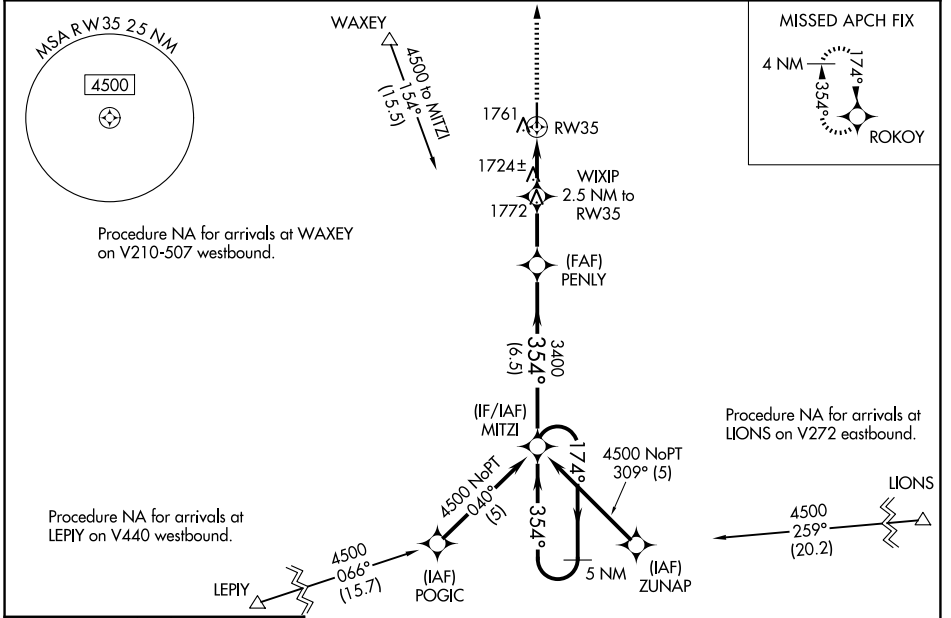 MSA RW35 25 NM
4500
Procedure NA for arrivals at WAXEY
on V210-507 westbound.
WAXEY
4500 to MITZI
154°
(15.5)
1761
RW35
1724±
1772
WIXIP
2.5 NM to
RW35
(FAF)
PENLY
3400
354°
(6.5)
MISSED APCH FIX
4 NM
174°
354°
ROKOY
(IF/IAF)
MITZI
174°
354°
5 NM
4500 NoPT
040°
(5)
4500 NoPT
309° (5)
Procedure NA for arrivals at
LIONS on V272 eastbound.
LIONS
4500
259°
(20.2)
(IAF)
ZUNAP
Procedure NA for arrivals at
LEPIY on V440 westbound.
LEPIY
4500
066°
(15.7)
(IAF)
POGIC